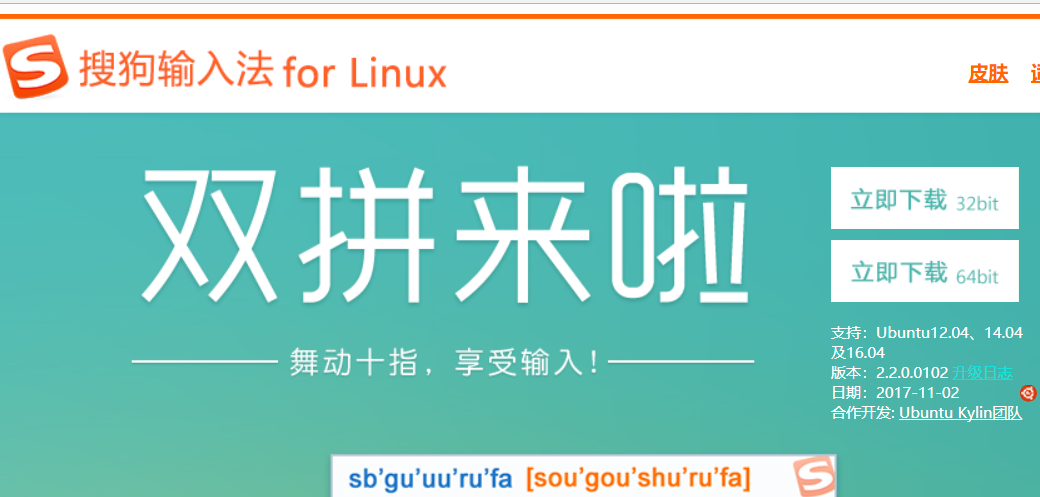 搜狗输入法 for Linux
皮肤
双拼来啦
舞动十指，享受输入！
立即下载 32bit
立即下载 64bit
支持：Ubuntu12.04、14.04
及16.04
版本：2.2.0.0102 升级日志
日期：2017-11-02
合作开发: Ubuntu Kylin团队
sb’gu’uu’ru’fa [sou’gou’shu’ru’fa]